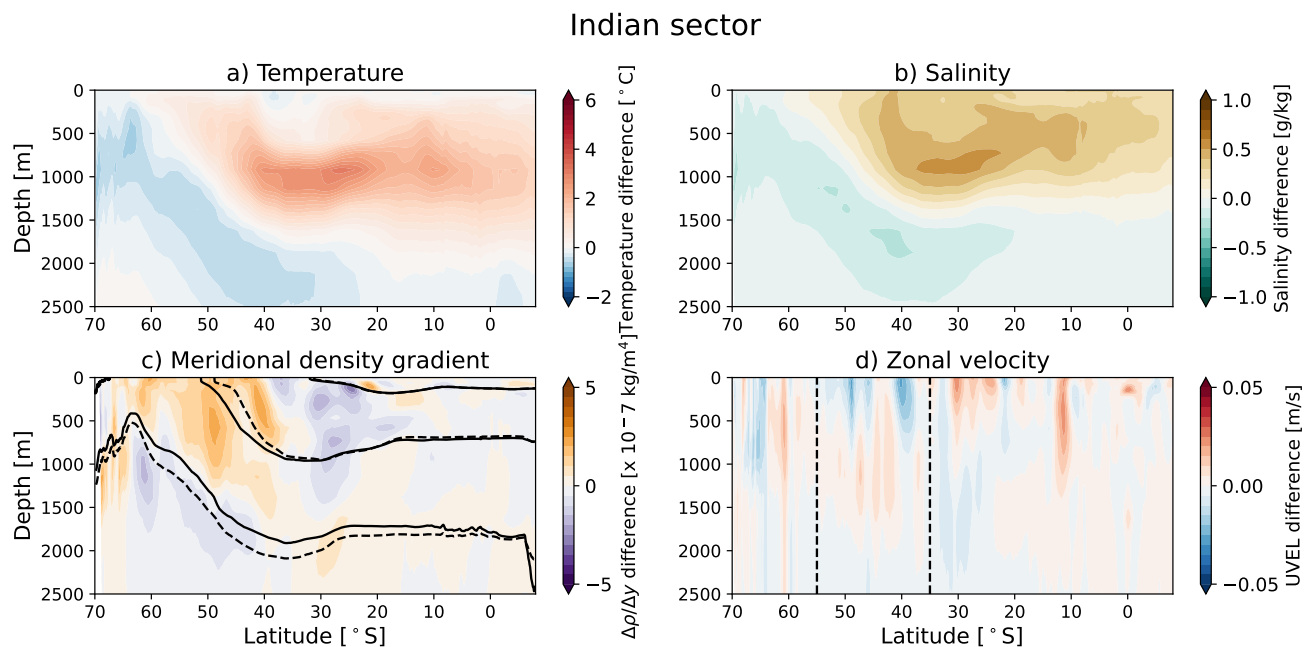 Indian sector
a) Temperature
0
500
1000
1500
2000
2500
Depth [m]
70 60 50 40 30 20 10 0
6
4
2
0
−2
Temperature difference [°C]
b) Salinity
0
500
1000
1500
2000
2500
70 60 50 40 30 20 10 0
1.0
0.5
0.0
−0.5
−1.0
Salinity difference [g/kg]
c) Meridional density gradient
0
500
1000
1500
2000
2500
Depth [m]
70 60 50 40 30 20 10 0
Latitude [°S]
5
0
−5
Δρ/Δy difference [x 10⁻7 kg/m⁴]
d) Zonal velocity
0
500
1000
1500
2000
2500
70 60 50 40 30 20 10 0
Latitude [°S]
0.05
0.00
−0.05
UVEL difference [m/s]